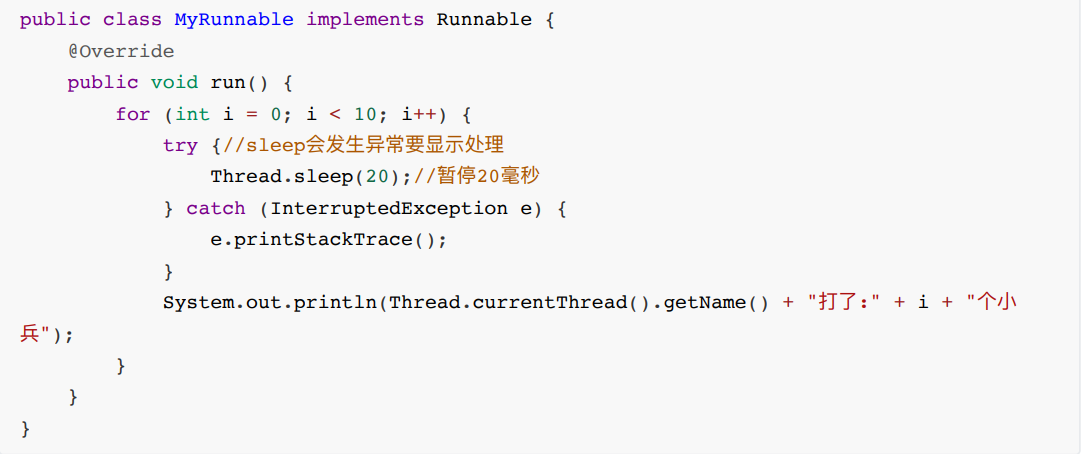 public class MyRunnable implements Runnable {
    @Override
    public void run() {
        for (int i = 0; i < 10; i++) {
            try {//sleep会发生异常要显示处理
                Thread.sleep(20);//暂停20毫秒
            } catch (InterruptedException e) {
                e.printStackTrace();
            }
            System.out.println(Thread.currentThread().getName() + "打了:" + i + "个小
兵");
        }
    }
}